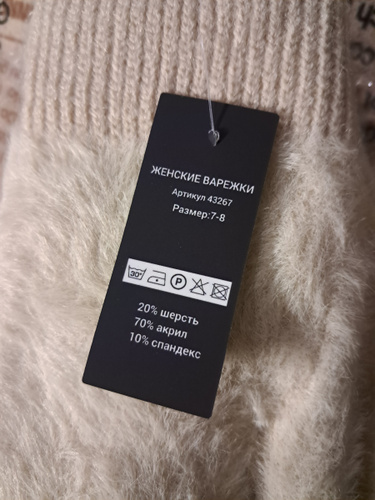 ЖЕНСКИЕ ВАРЕЖКИ
Артикул 43267
Размер:7-8
30° P
20% шерсть
70% акрил
10% спандекс